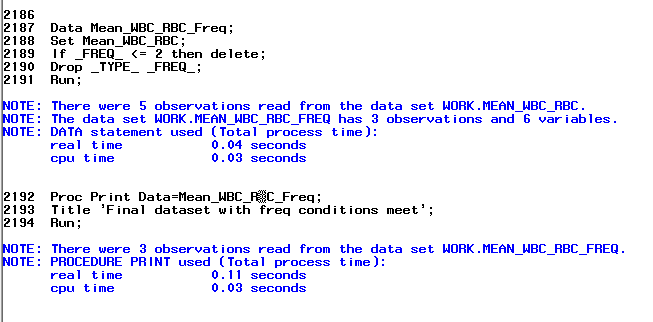 2186
2187 Data Mean_WBC_RBC_Freq;
2188 Set Mean_WBC_RBC;
2189 If _FREQ_ <= 2 then delete;
2190 Drop _TYPE_ _FREQ_;
2191 Run;
NOTE: There were 5 observations read from the data set WORK.MEAN_WBC_RBC.
NOTE: The data set WORK.MEAN_WBC_RBC_FREQ has 3 observations and 6 variables.
NOTE: DATA statement used (Total process time):
real time 0.04 seconds
cpu time 0.03 seconds
2192 Proc Print Data=Mean_WBC_RBC_Freq;
2193 Title 'Final dataset with freq conditions meet';
2194 Run;
NOTE: There were 3 observations read from the data set WORK.MEAN_WBC_RBC_FREQ.
NOTE: PROCEDURE PRINT used (Total process time):
real time 0.11 seconds
cpu time 0.03 seconds